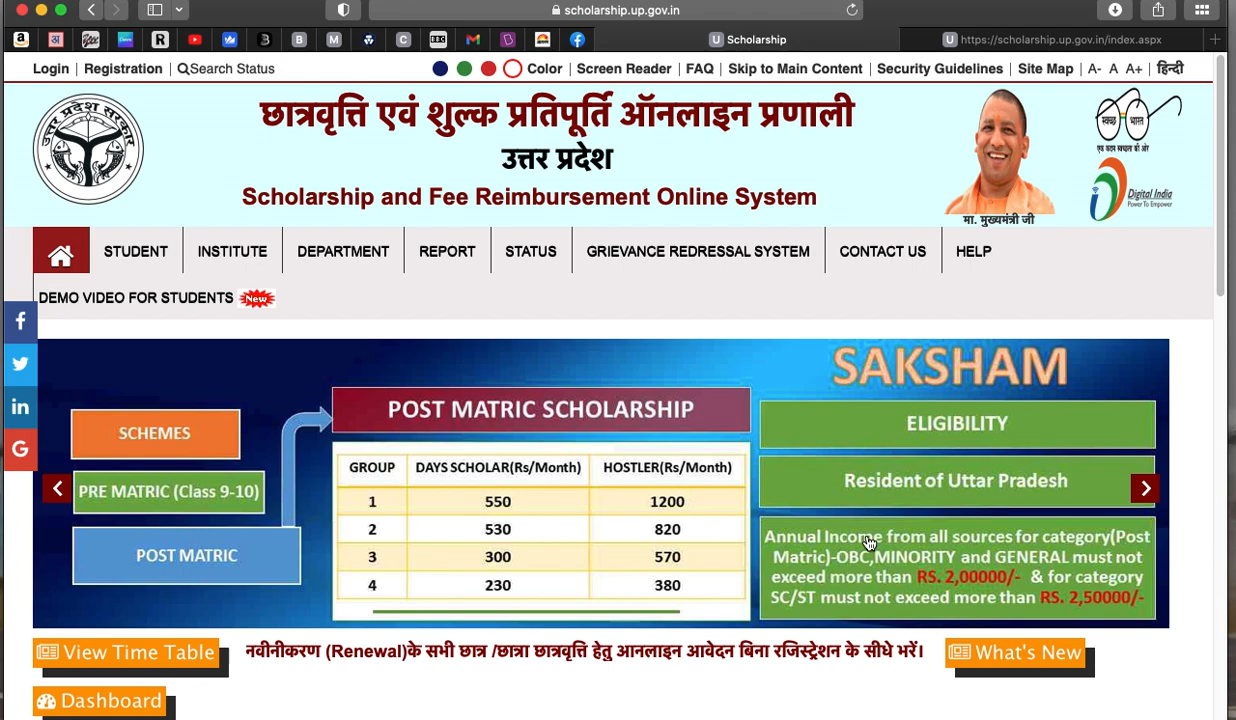 scholarship.up.gov.in
Scholarship
https://scholarship.up.gov.in/index.aspx
Login | Registration | Search Status
Color | Screen Reader | FAQ | Skip to Main Content | Security Guidelines | Site Map | A- A A+ | हिन्दी
छात्रवृत्ति एवं शुल्क प्रतिपूर्ति ऑनलाइन प्रणाली
उत्तर प्रदेश
Scholarship and Fee Reimbursement Online System
मा. मुख्यमंत्री जी
स्वच्छ भारत
एक कदम स्वच्छता की ओर
Digital India
Power To Empower
STUDENT
INSTITUTE
DEPARTMENT
REPORT
STATUS
GRIEVANCE REDRESSAL SYSTEM
CONTACT US
HELP
DEMO VIDEO FOR STUDENTS New
SCHEMES
PRE MATRIC (Class 9-10)
POST MATRIC
POST MATRIC SCHOLARSHIP
GROUP DAYS SCHOLAR(Rs/Month) HOSTLER(Rs/Month)
1 550 1200
2 530 820
3 300 570
4 230 380
SAKSHAM
ELIGIBILITY
Resident of Uttar Pradesh
Annual Income from all sources for category(Post
Matric)-OBC,MINORITY and GENERAL must not
exceed more than RS. 2,00000/- & for category
SC/ST must not exceed more than RS. 2,50000/-
View Time Table
नवीनीकरण (Renewal)के सभी छात्र /छात्रा छात्रवृत्ति हेतु आनलाइन आवेदन बिना रजिस्ट्रेशन के सीधे भरें।
What's New
Dashboard